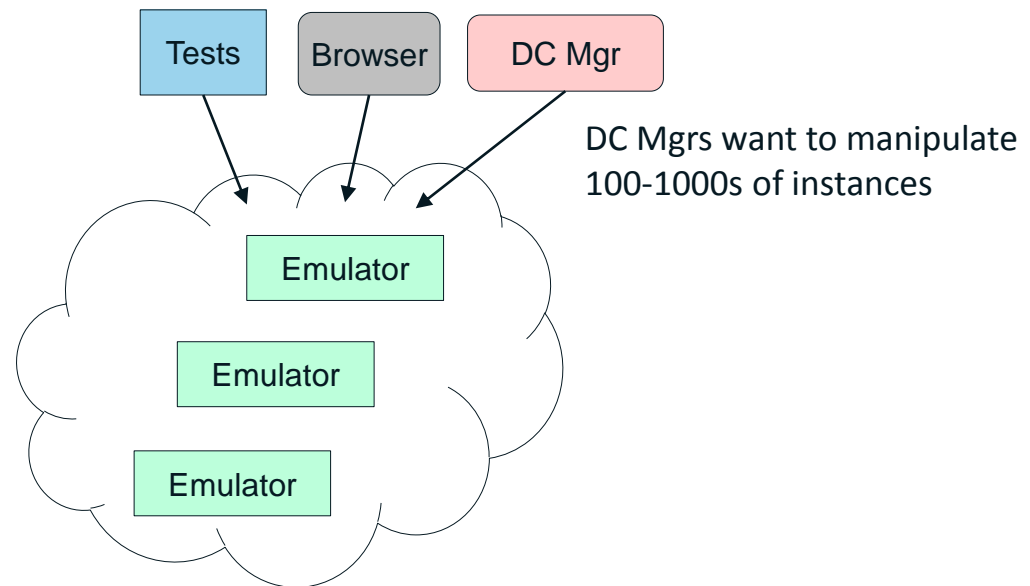 Tests
Browser
DC Mgr
DC Mgrs want to manipulate
100-1000s of instances
Emulator
Emulator
Emulator